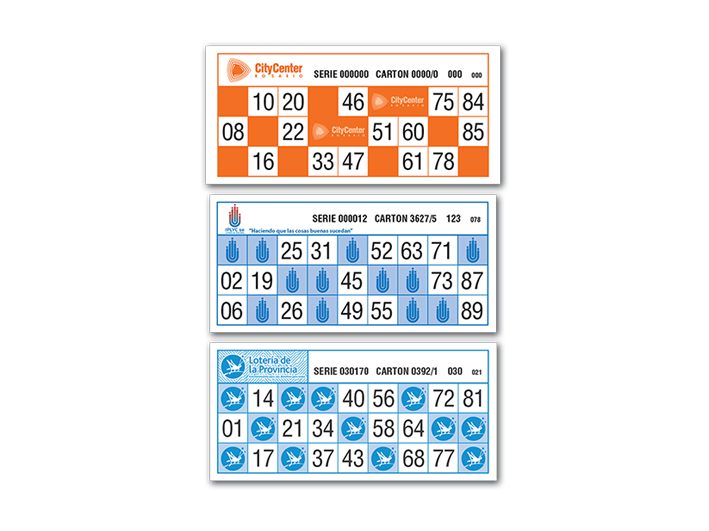 CityCenter
ROSARIO
SERIE 000000 CARTON 0000/0 000 000
10 20 46 CityCenter 75 84
08 22 CityCenter 51 60 85
16 33 47 61 78
IPLyC SE
SERIE 000012 CARTON 3627/5 123 078
"Haciendo que las cosas buenas sucedan"
25 31 52 63 71
02 19 45 73 87
06 26 49 55 89
Lotería de
la Provincia
SERIE 030170 CARTON 0392/1 030 021
14 40 56 72 81
01 21 34 58 64
17 37 43 68 77